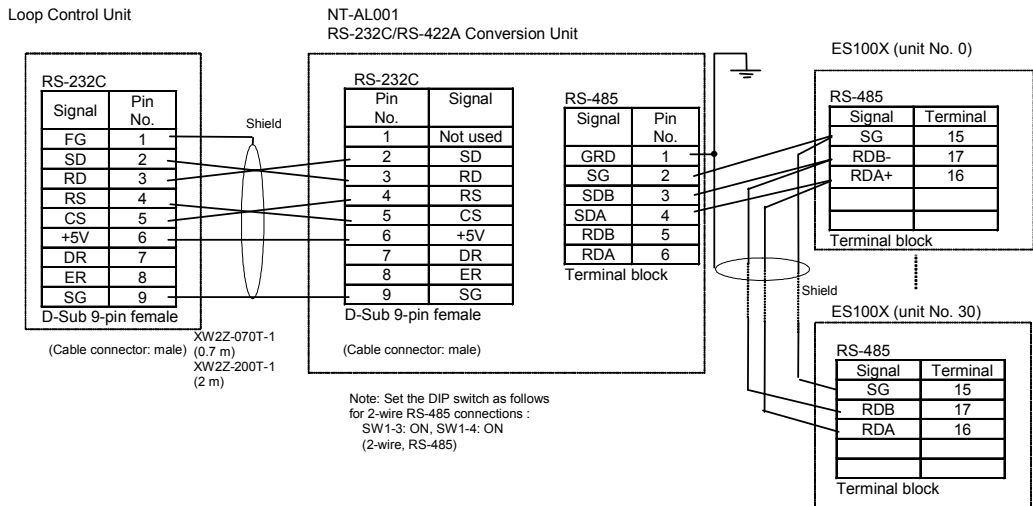 Loop Control Unit
NT-AL001
RS-232C/RS-422A Conversion Unit
ES100X (unit No. 0)
RS-232C
Signal Pin No.
FG 1
SD 2
RD 3
RS 4
CS 5
+5V 6
DR 7
ER 8
SG 9
D-Sub 9-pin female
(Cable connector: male)
Shield
XW2Z-070T-1
(0.7 m)
XW2Z-200T-1
(2 m)
RS-232C
Pin No. Signal
1 Not used
2 SD
3 RD
4 RS
5 CS
6 +5V
7 DR
8 ER
9 SG
D-Sub 9-pin female
(Cable connector: male)
RS-485
Signal Pin No.
GRD 1
SG 2
SDB 3
SDA 4
RDB 5
RDA 6
Terminal block
Note: Set the DIP switch as follows
for 2-wire RS-485 connections :
SW1-3: ON, SW1-4: ON
(2-wire, RS-485)
RS-485
Signal Terminal
SG 15
RDB- 17
RDA+ 16
Terminal block
Shield
ES100X (unit No. 30)
RS-485
Signal Terminal
SG 15
RDB 17
RDA 16
Terminal block